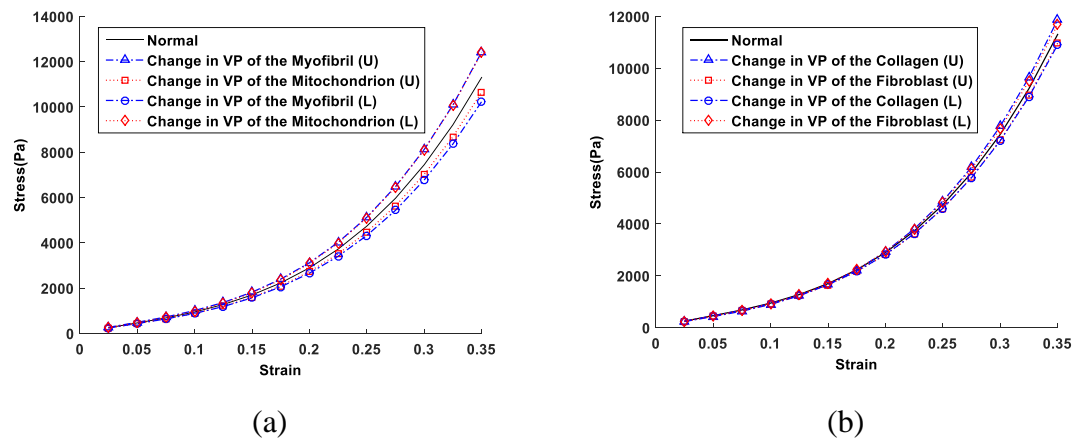 14000
12000
10000
8000
6000
4000
2000
0
Stress(Pa)
Normal
Change in VP of the Myofibril (U)
Change in VP of the Mitochondrion (U)
Change in VP of the Myofibril (L)
Change in VP of the Mitochondrion (L)
0 0.05 0.1 0.15 0.2 0.25 0.3 0.35
Strain
(a)
12000
10000
8000
6000
4000
2000
0
Stress(Pa)
Normal
Change in VP of the Collagen (U)
Change in VP of the Fibroblast (U)
Change in VP of the Collagen (L)
Change in VP of the Fibroblast (L)
0 0.05 0.1 0.15 0.20 0.25 0.30 0.35
Strain
(b)